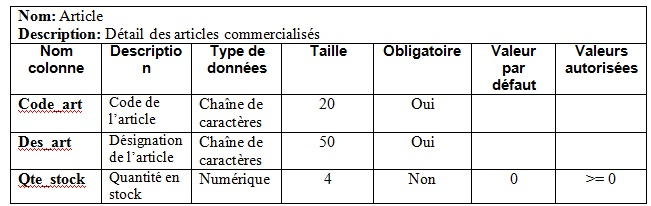 Nom: Article
Description: Détail des articles commercialisés
Nom colonne Description Type de données Taille Obligatoire Valeur par défaut Valeurs autorisées
Code_art Code de l’article Chaîne de caractères 20 Oui
Des_art Désignation de l’article Chaîne de caractères 50 Oui
Qte_stock Quantité en stock Numérique 4 Non 0 >= 0